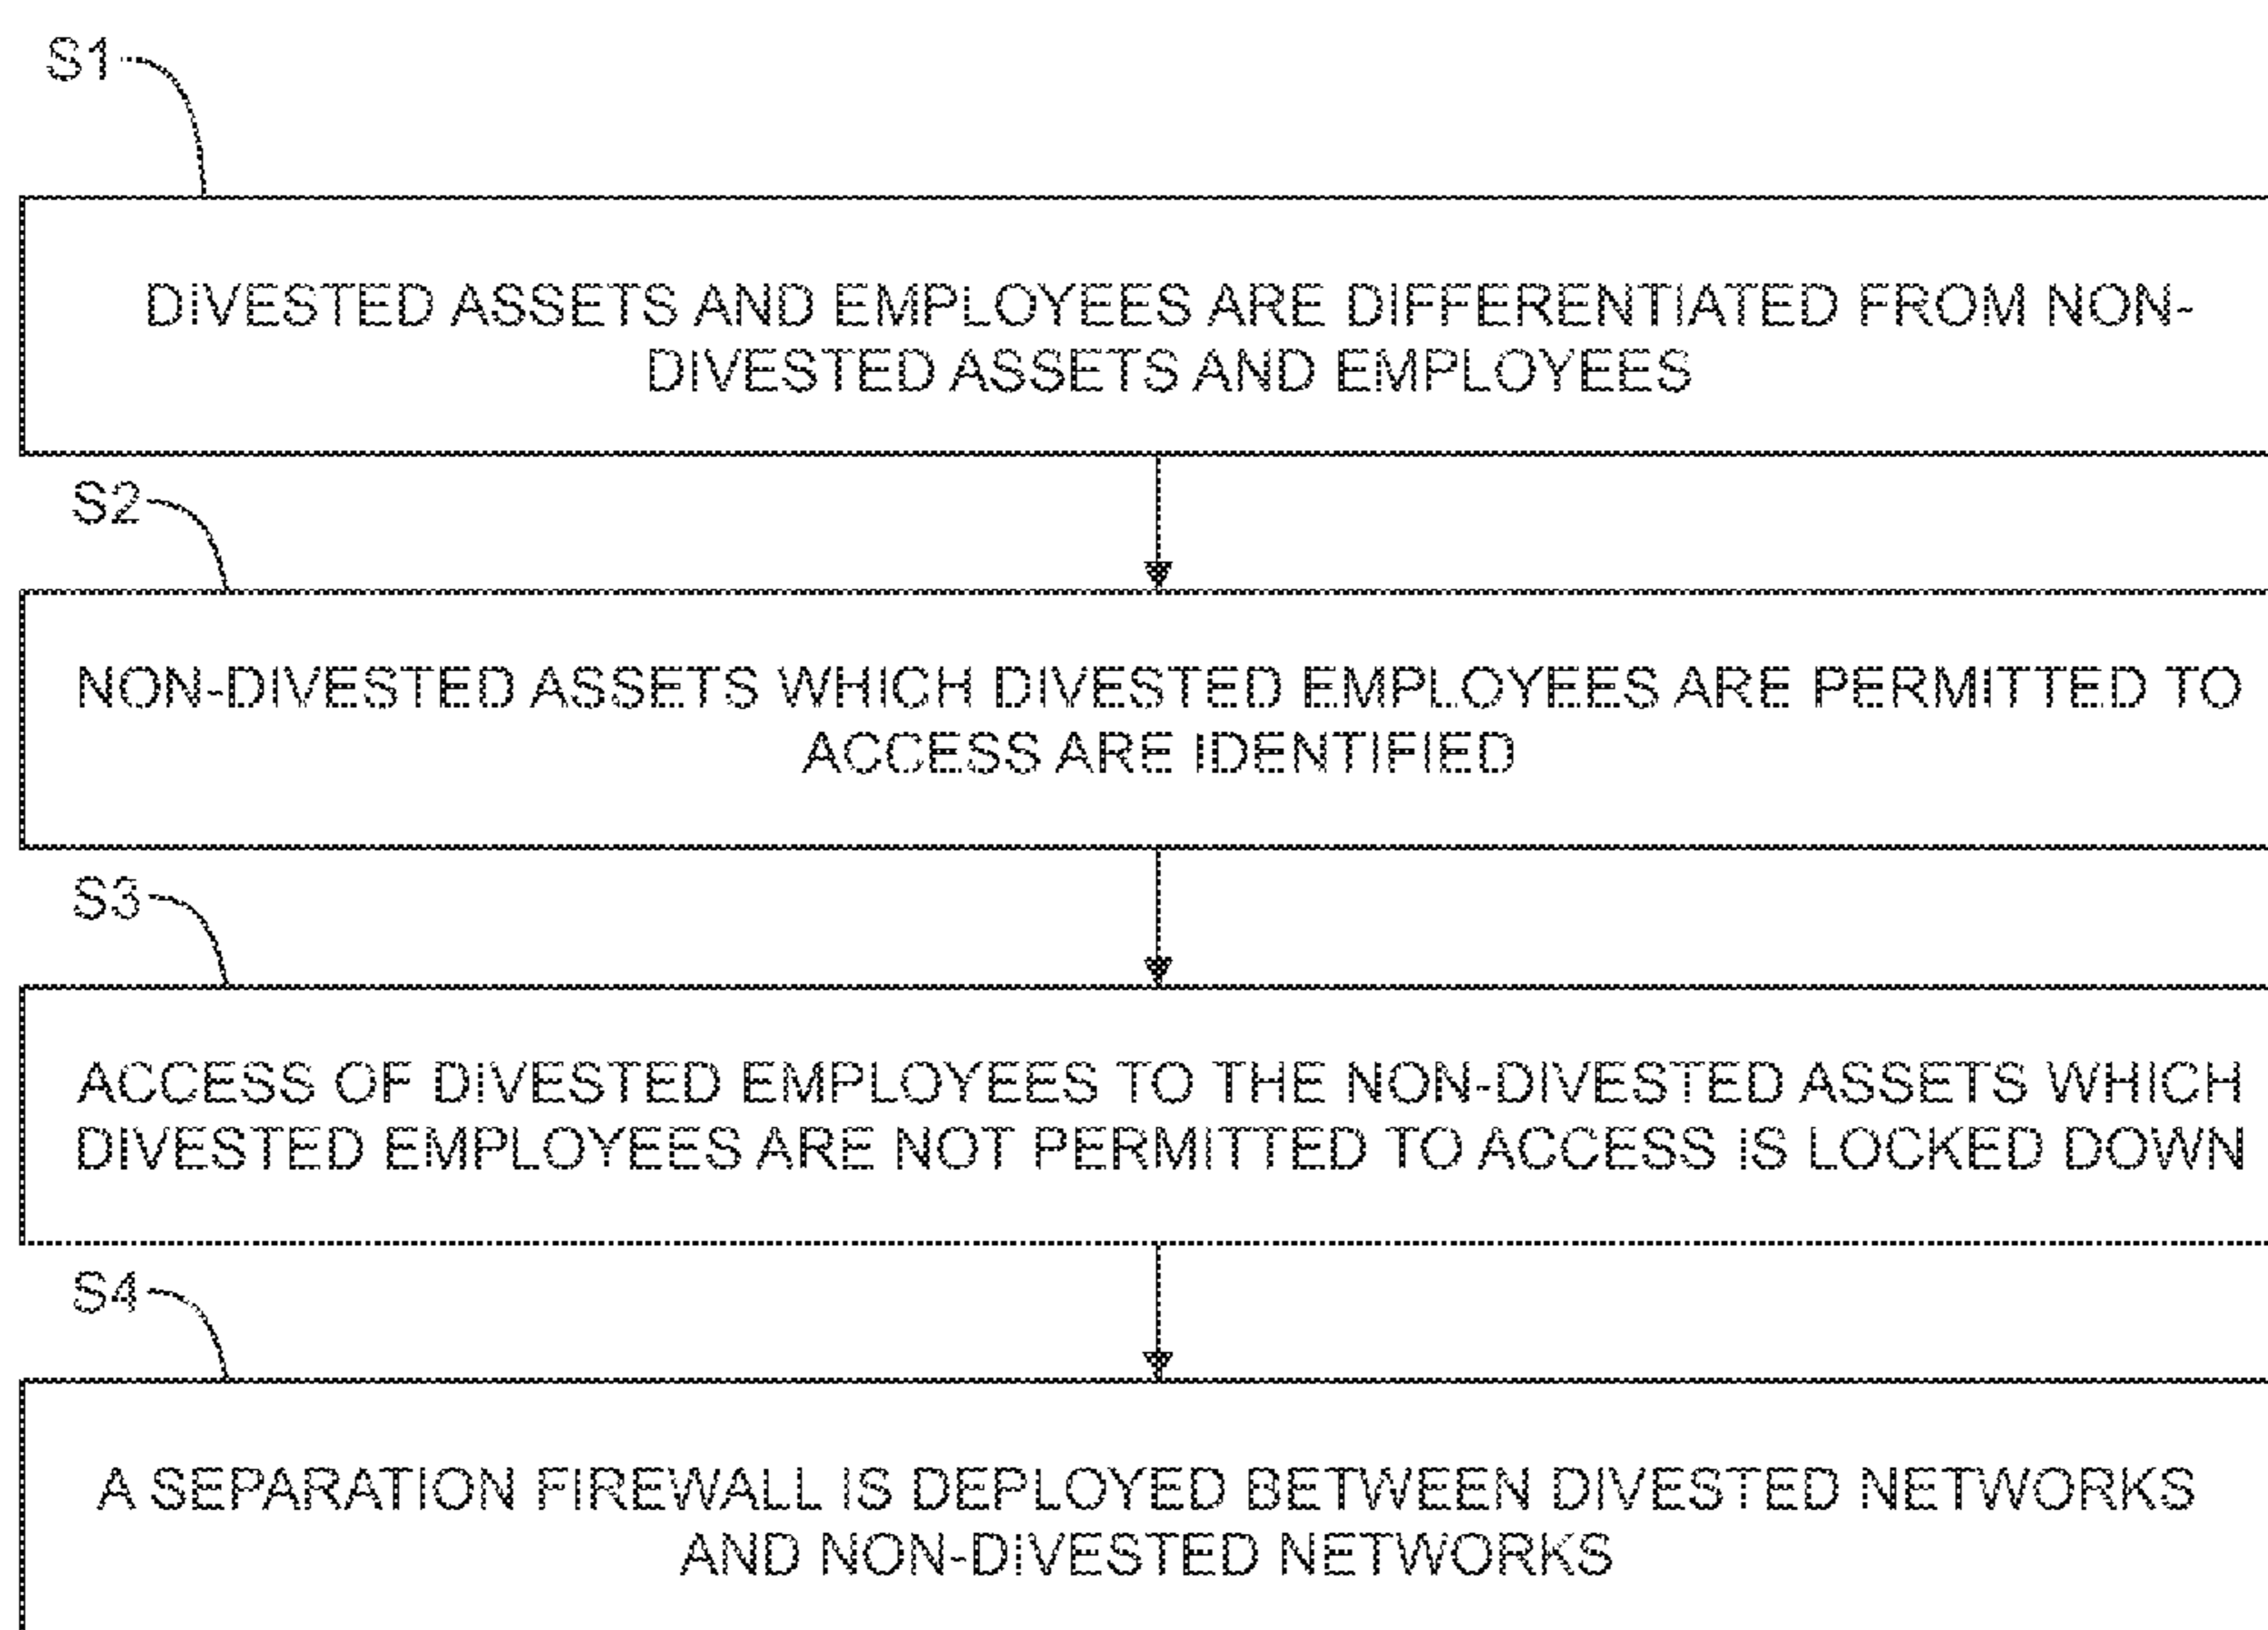 S1
DIVESTED ASSETS AND EMPLOYEES ARE DIFFERENTIATED FROM NON-
DIVESTED ASSETS AND EMPLOYEES
S2
NON-DIVESTED ASSETS WHICH DIVESTED EMPLOYEES ARE PERMITTED TO
ACCESS ARE IDENTIFIED
S3
ACCESS OF DIVESTED EMPLOYEES TO THE NON-DIVESTED ASSETS WHICH
DIVESTED EMPLOYEES ARE NOT PERMITTED TO ACCESS IS LOCKED DOWN
S4
A SEPARATION FIREWALL IS DEPLOYED BETWEEN DIVESTED NETWORKS
AND NON-DIVESTED NETWORKS